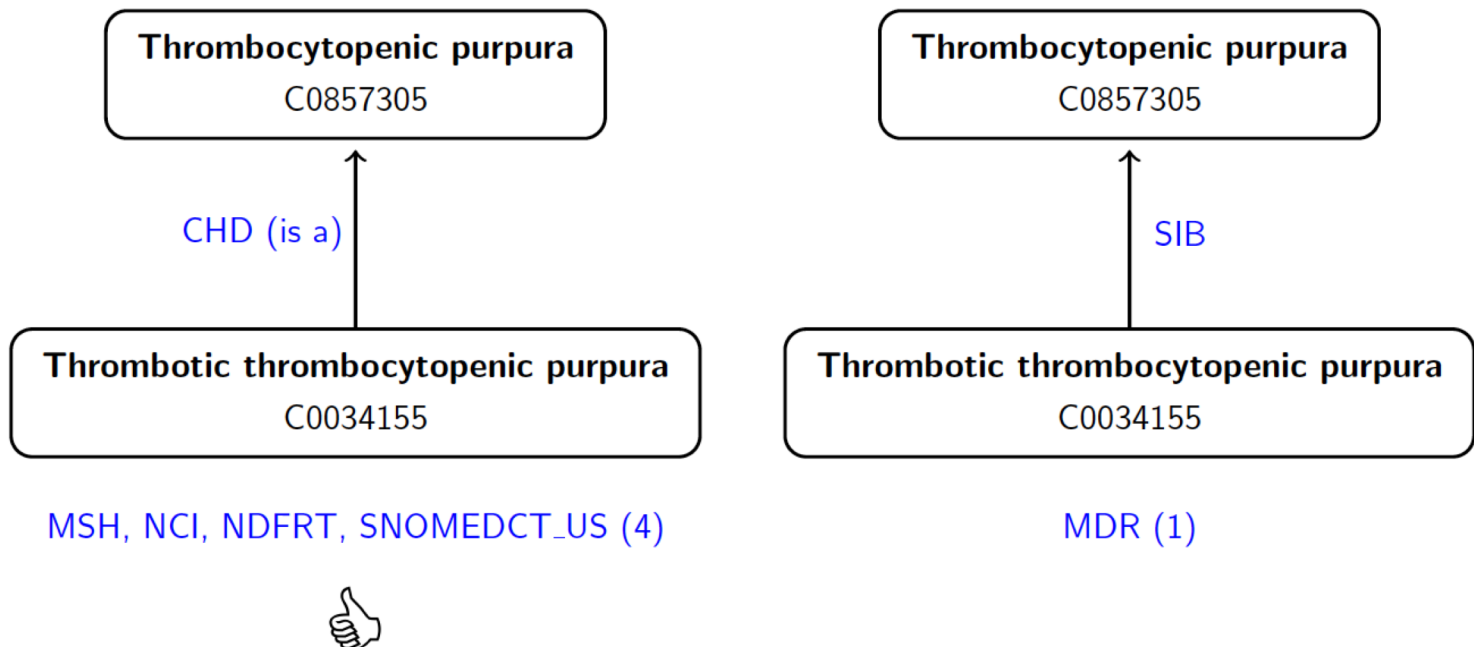 Thrombocytopenic purpura
C0857305
CHD (is a)
Thrombotic thrombocytopenic purpura
C0034155
MSH, NCI, NDFRT, SNOMEDCT_US (4)
Thrombocytopenic purpura
C0857305
SIB
Thrombotic thrombocytopenic purpura
C0034155
MDR (1)